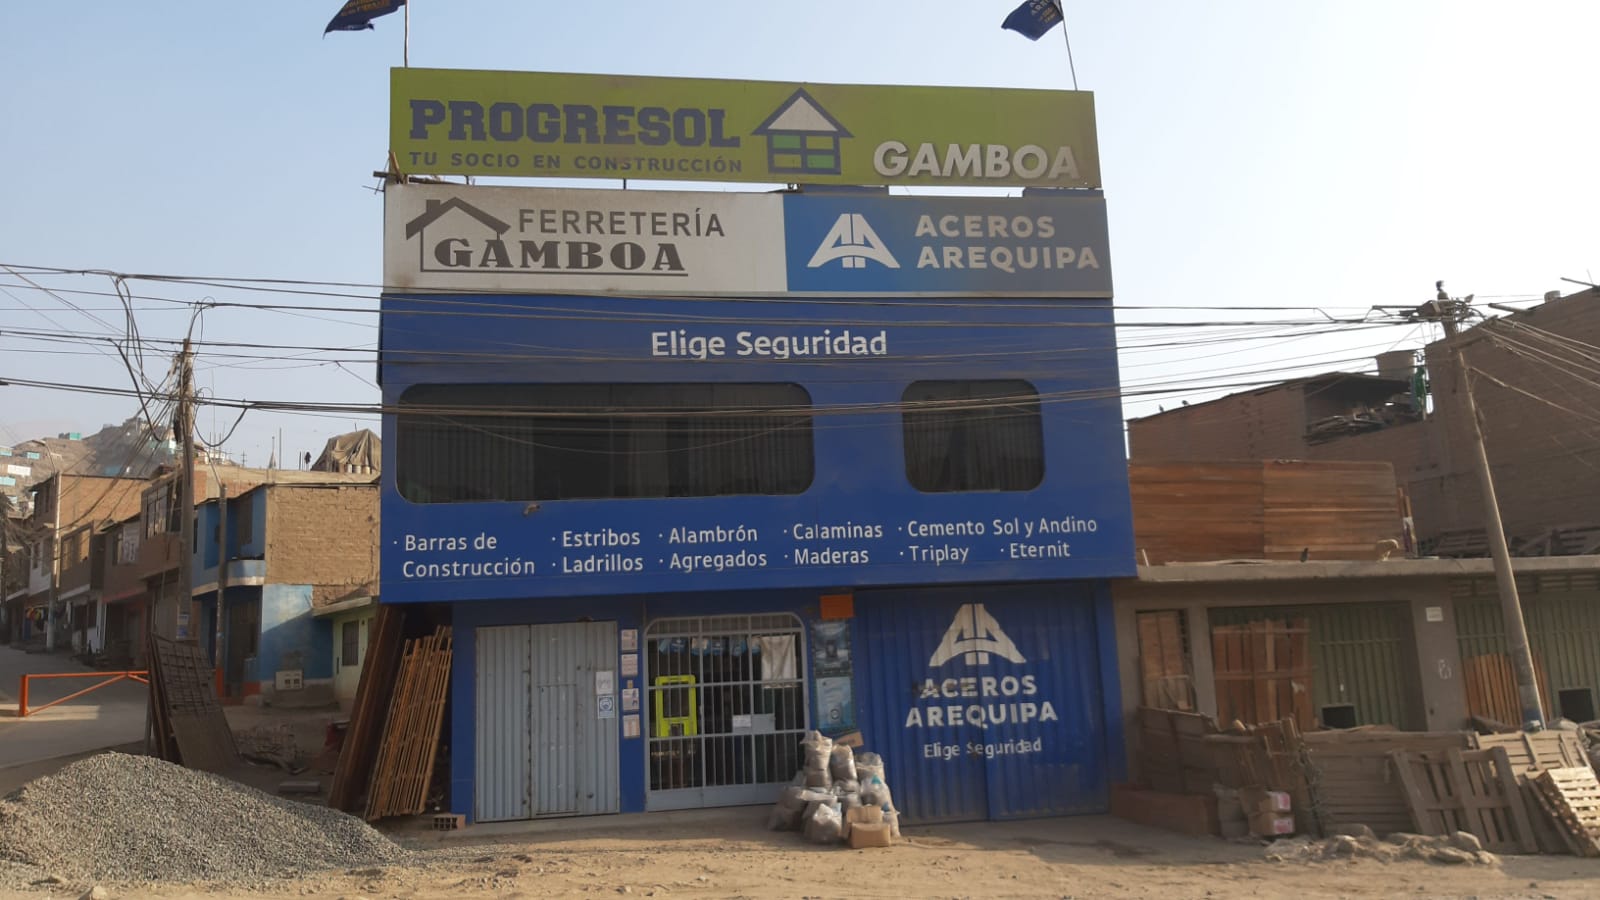 PROGRESOL
TU SOCIO EN CONSTRUCCIÓN
GAMBOA
FERRETERÍA
GAMBOA
ACEROS
AREQUIPA
Elige Seguridad
· Barras de
Construcción
· Estribos
· Ladrillos
· Alambrón
· Agregados
· Calaminas
· Maderas
· Cemento Sol y Andino
· Triplay
· Eternit
ACEROS
AREQUIPA
Elige Seguridad